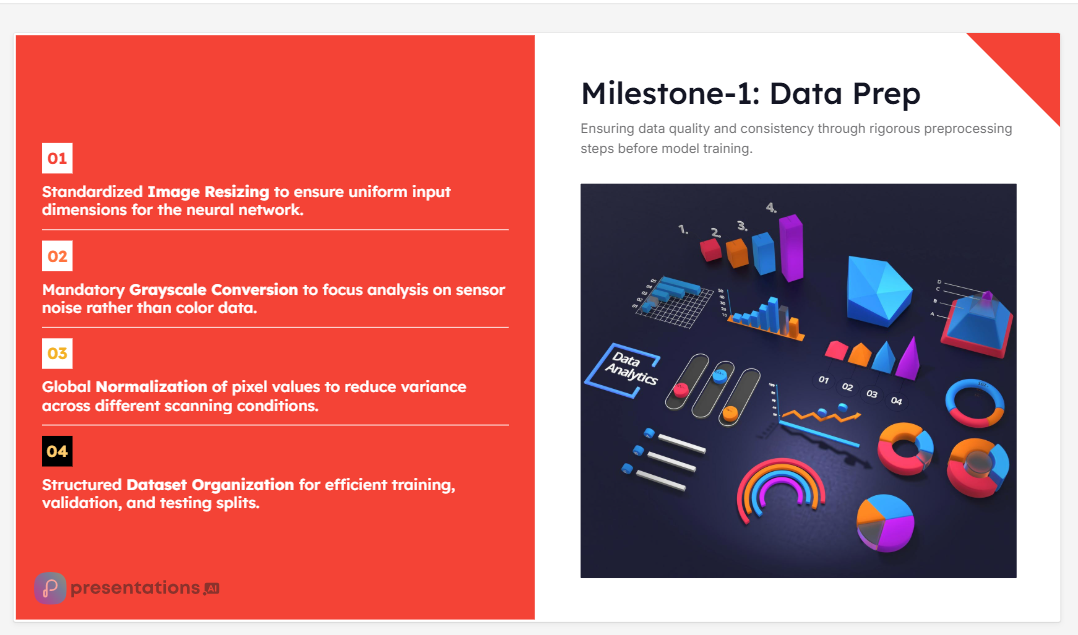 01
Standardized Image Resizing to ensure uniform input
dimensions for the neural network.
02
Mandatory Grayscale Conversion to focus analysis on sensor
noise rather than color data.
03
Global Normalization of pixel values to reduce variance
across different scanning conditions.
04
Structured Dataset Organization for efficient training,
validation, and testing splits.
presentations.AI
Milestone-1: Data Prep
Ensuring data quality and consistency through rigorous preprocessing
steps before model training.
1. 2. 3. 4.
D
C
B
A
Data
Analytics
01 02 03 04